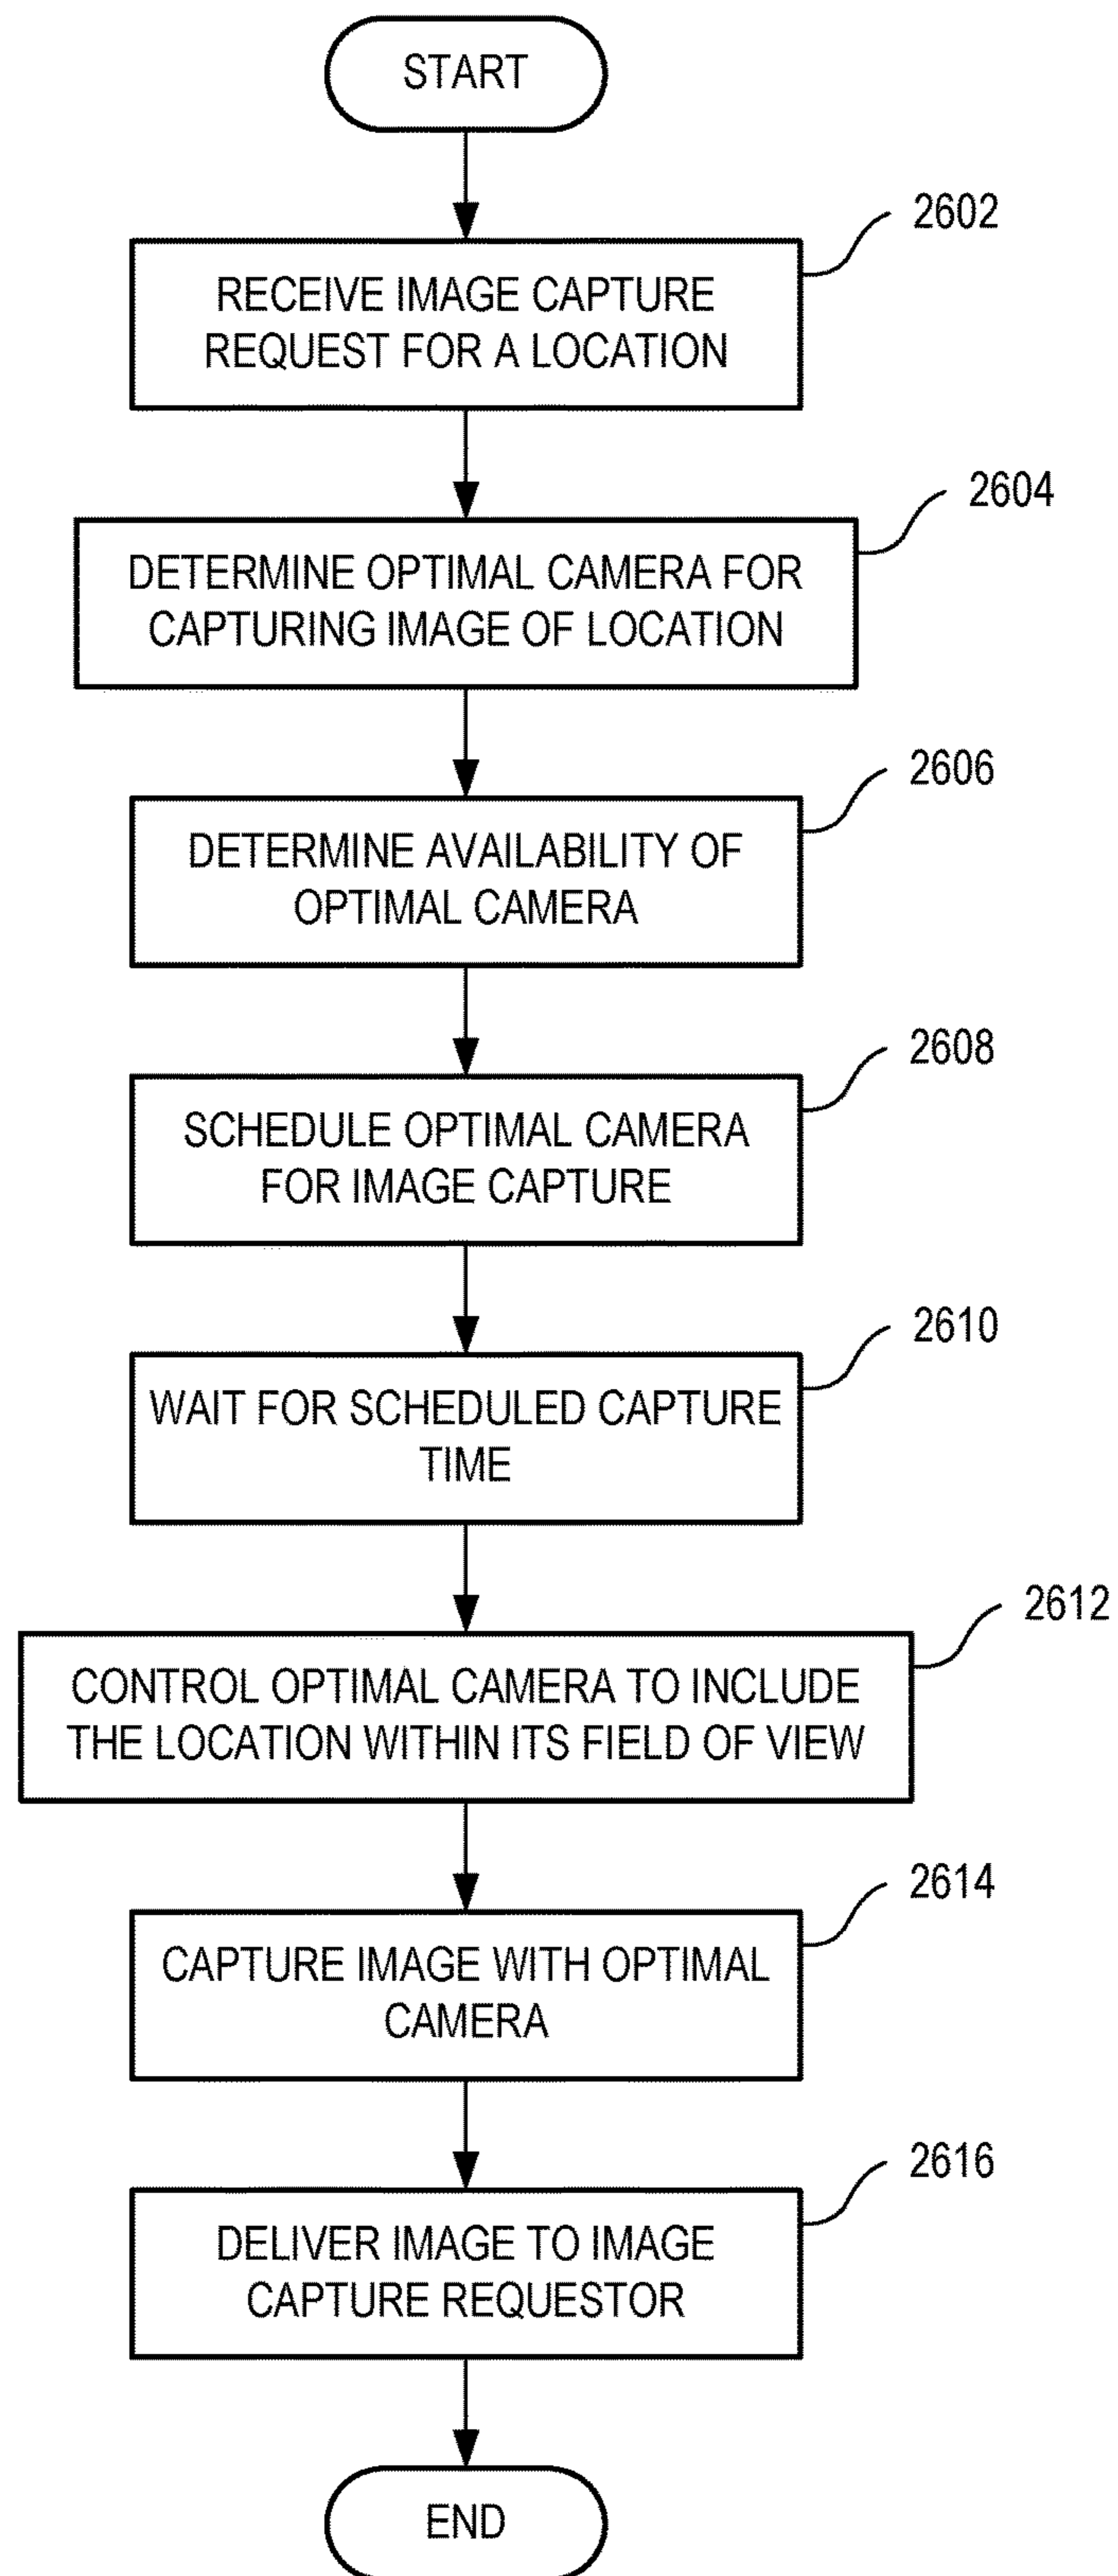 START
2602
RECEIVE IMAGE CAPTURE
REQUEST FOR A LOCATION
2604
DETERMINE OPTIMAL CAMERA FOR
CAPTURING IMAGE OF LOCATION
2606
DETERMINE AVAILABILITY OF
OPTIMAL CAMERA
2608
SCHEDULE OPTIMAL CAMERA
FOR IMAGE CAPTURE
2610
WAIT FOR SCHEDULED CAPTURE
TIME
2612
CONTROL OPTIMAL CAMERA TO INCLUDE
THE LOCATION WITHIN ITS FIELD OF VIEW
2614
CAPTURE IMAGE WITH OPTIMAL
CAMERA
2616
DELIVER IMAGE TO IMAGE
CAPTURE REQUESTOR
END